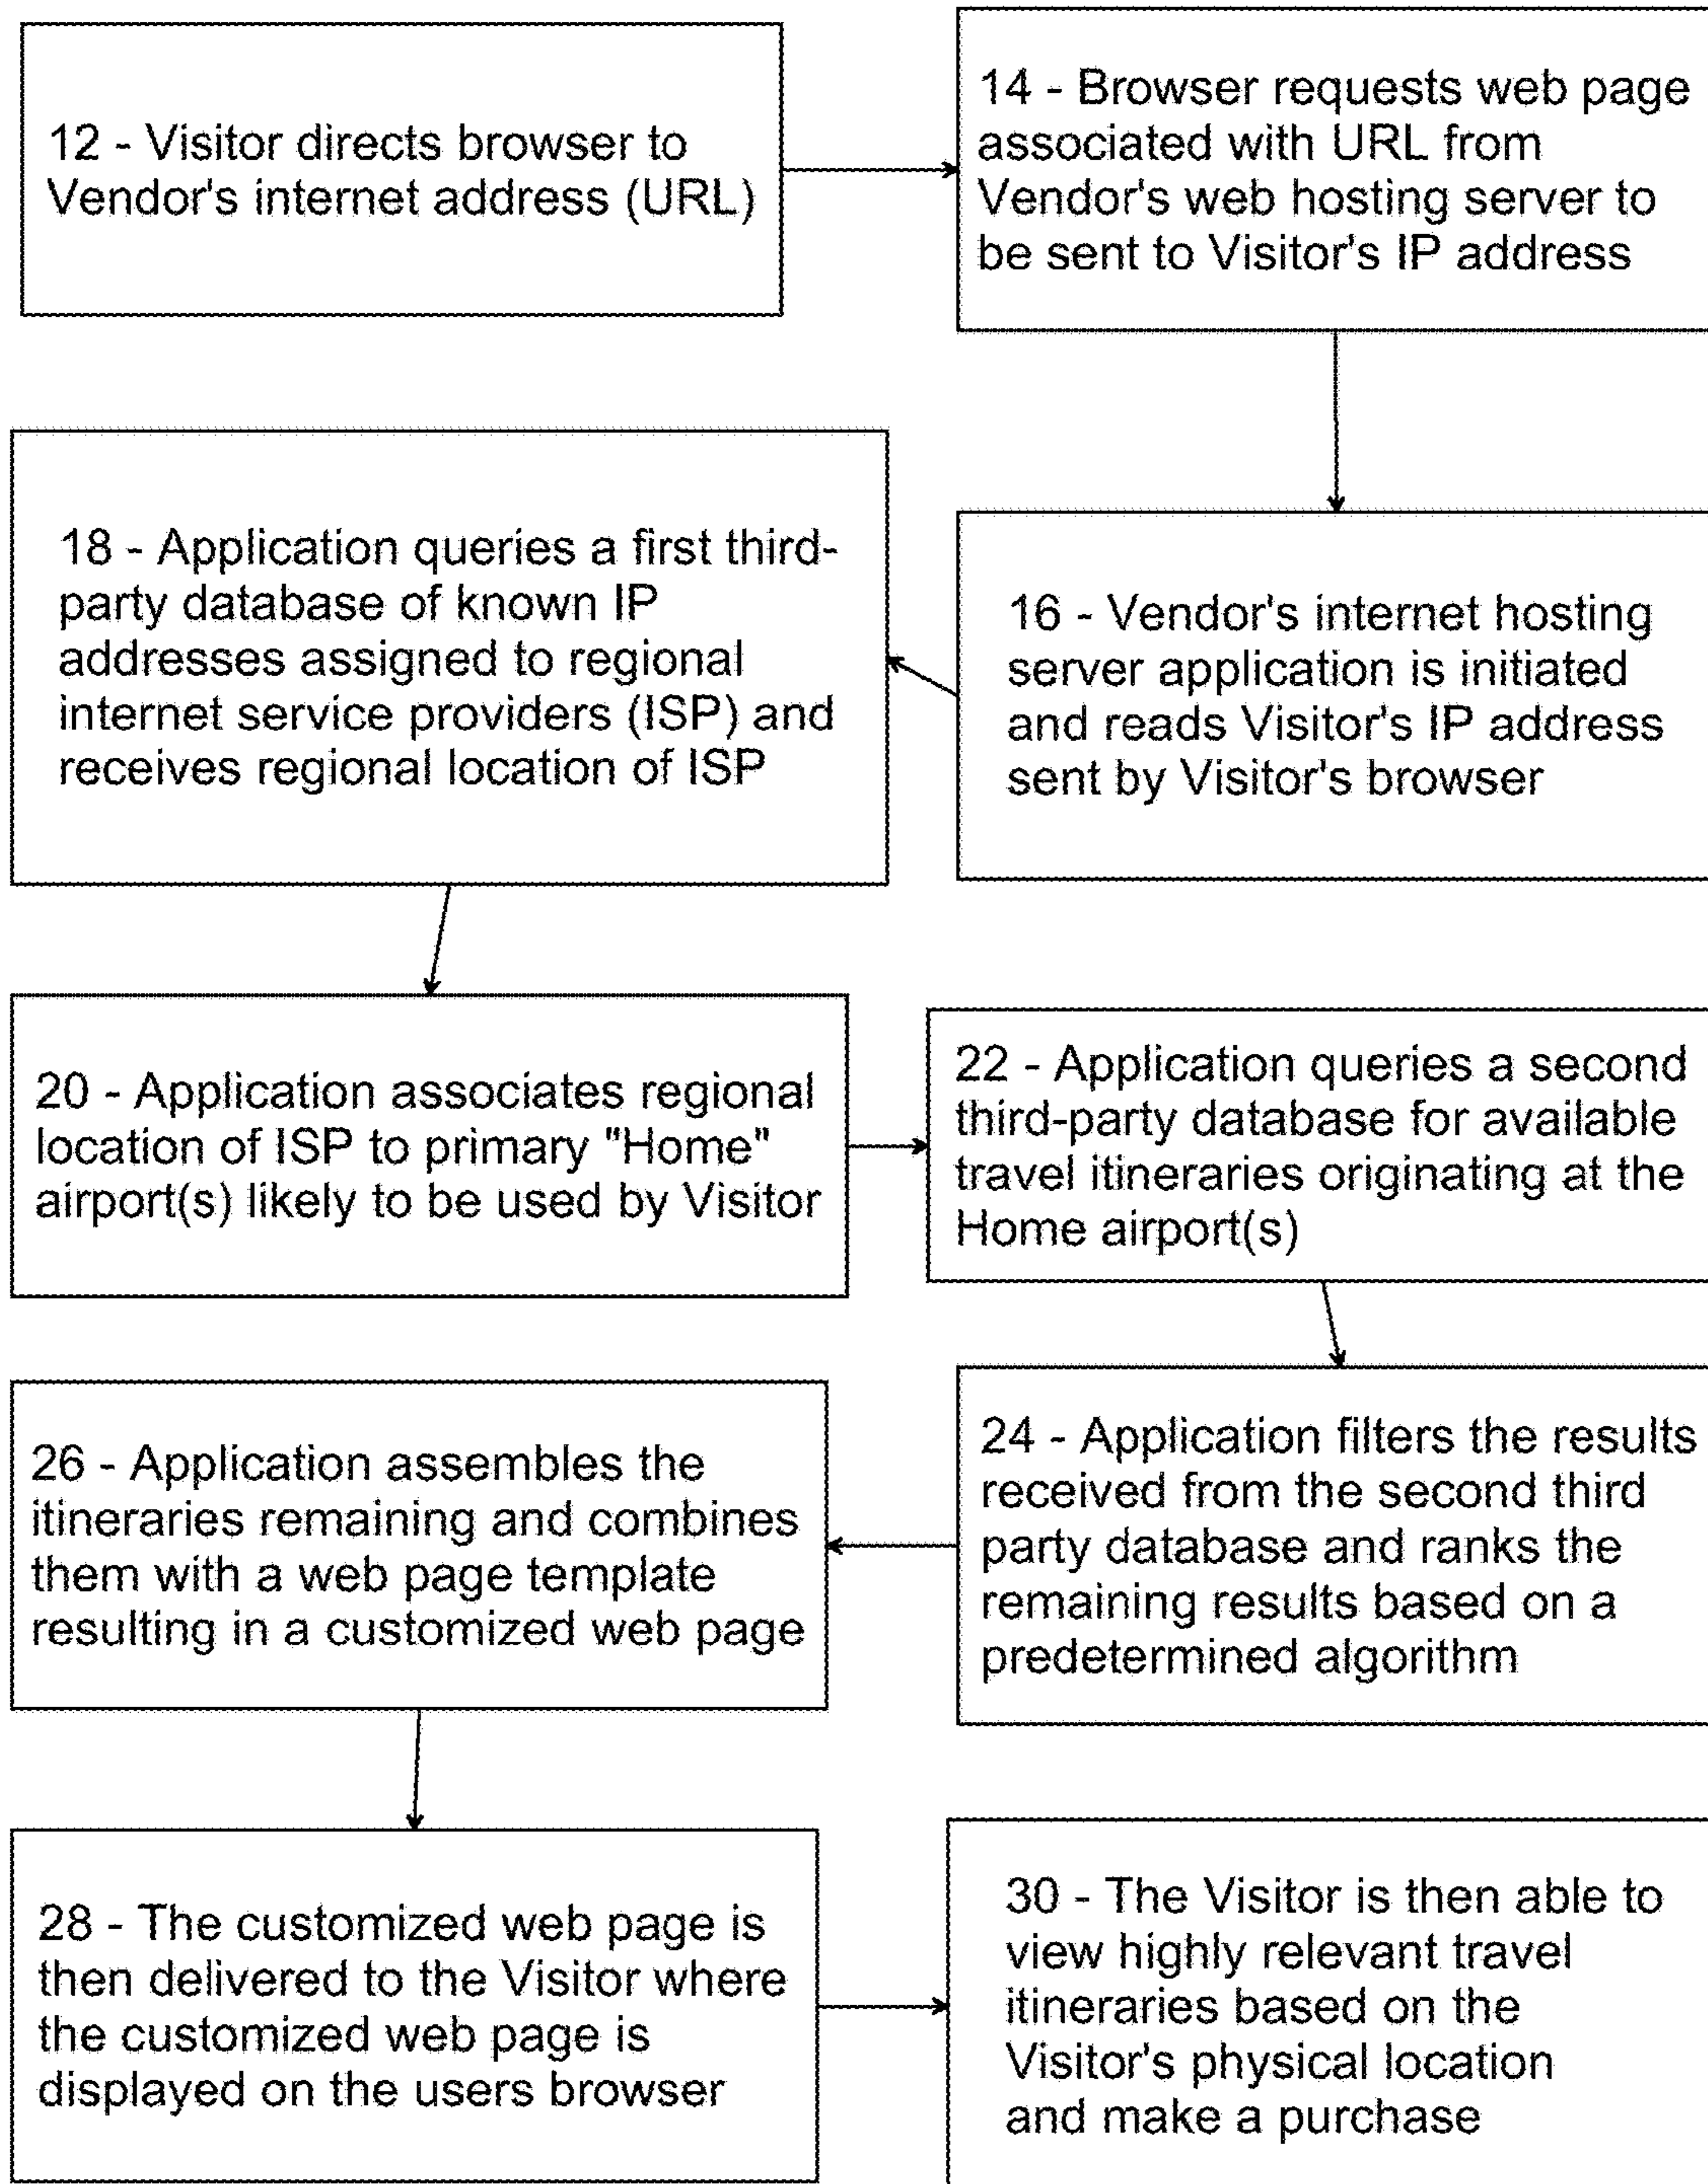 12 - Visitor directs browser to
Vendor's internet address (URL)
14 - Browser requests web page
associated with URL from
Vendor's web hosting server to
be sent to Visitor's IP address
16 - Vendor's internet hosting
server application is initiated
and reads Visitor's IP address
sent by Visitor's browser
18 - Application queries a first third-
party database of known IP
addresses assigned to regional
internet service providers (ISP) and
receives regional location of ISP
20 - Application associates regional
location of ISP to primary "Home"
airport(s) likely to be used by Visitor
22 - Application queries a second
third-party database for available
travel itineraries originating at the
Home airport(s)
24 - Application filters the results
received from the second third
party database and ranks the
remaining results based on a
predetermined algorithm
26 - Application assembles the
itineraries remaining and combines
them with a web page template
resulting in a customized web page
28 - The customized web page is
then delivered to the Visitor where
the customized web page is
displayed on the users browser
30 - The Visitor is then able to
view highly relevant travel
itineraries based on the
Visitor's physical location
and make a purchase